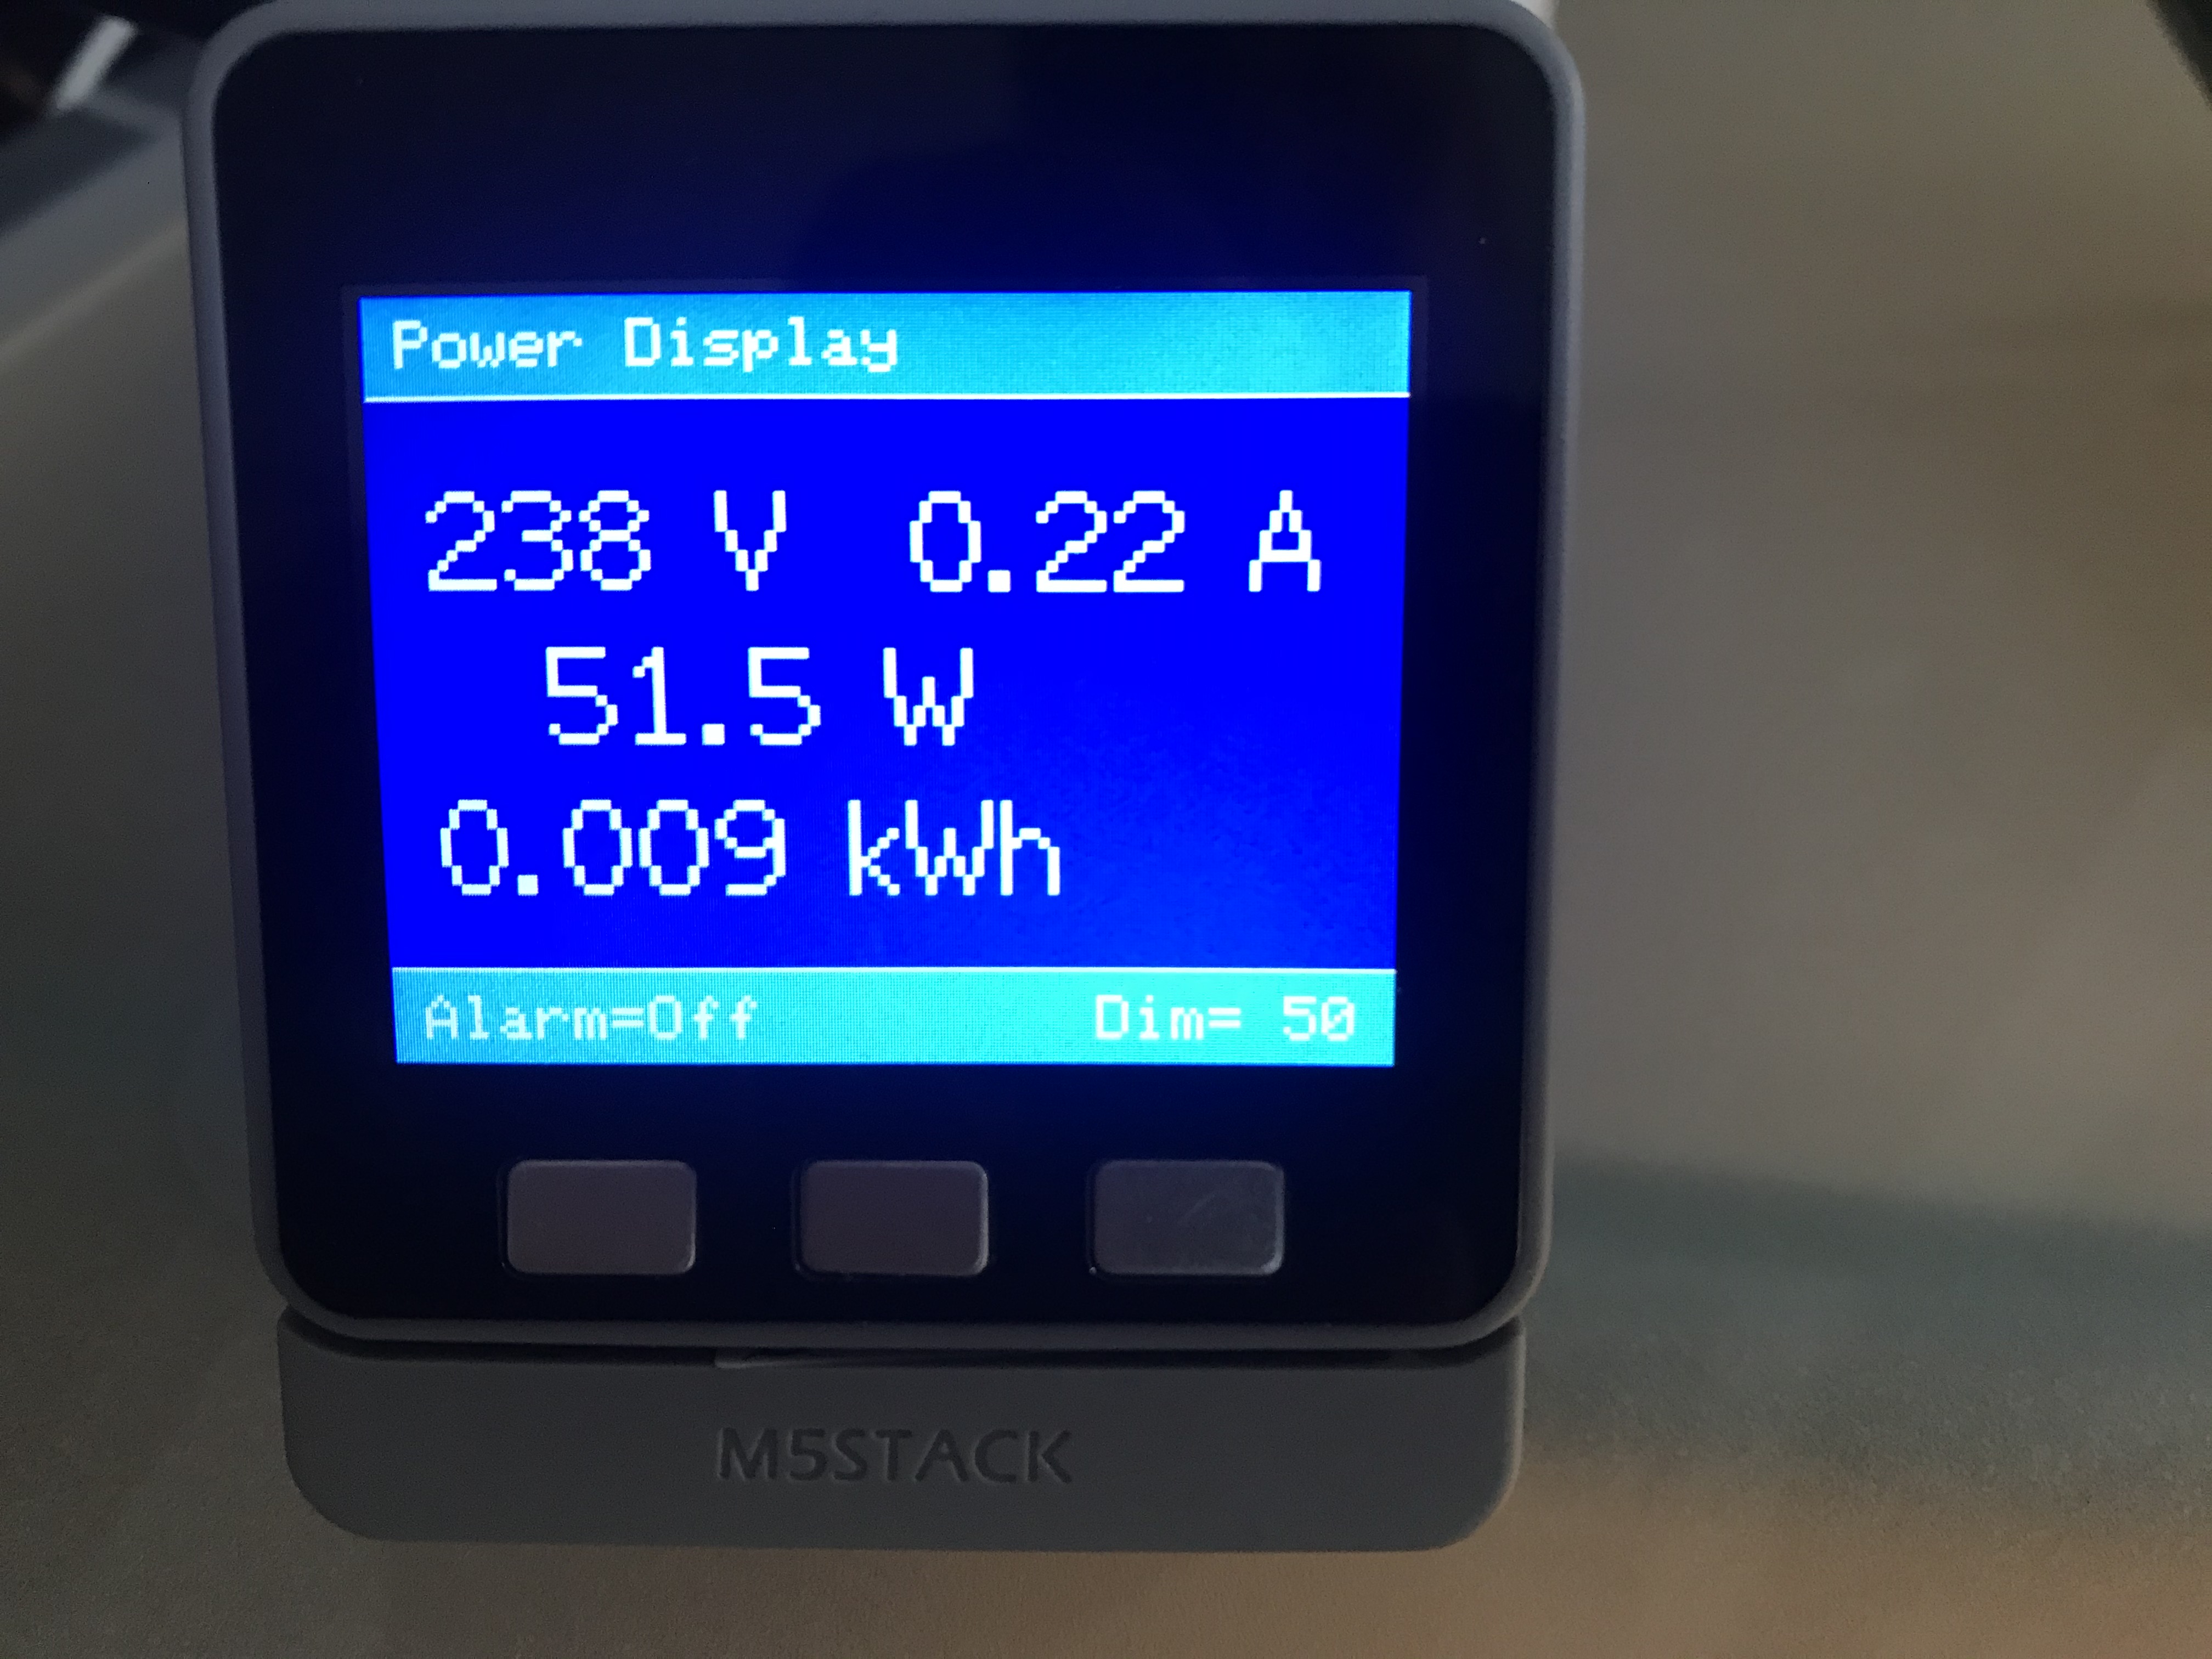 Power Display
238 V 0.22 A
51.5 W
0.009 kWh
Alarm=Off Dim= 50
M5STACK